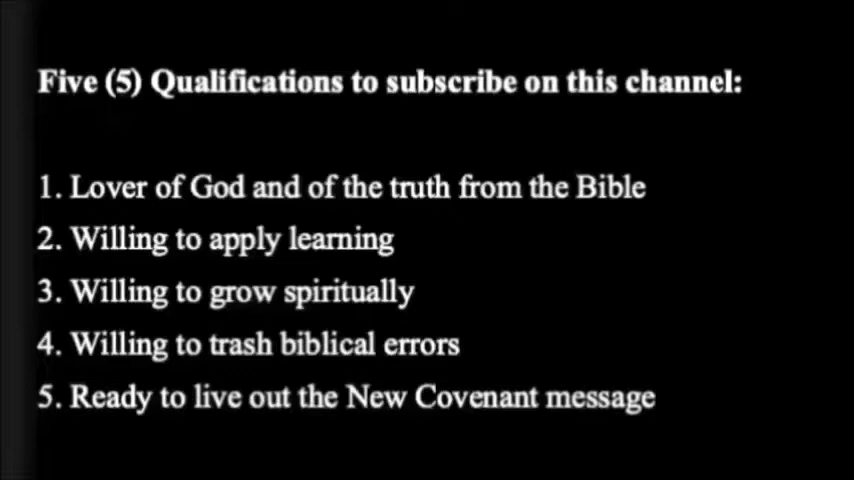 Five (5) Qualifications to subscribe on this channel:
1. Lover of God and of the truth from the Bible
2. Willing to apply learning
3. Willing to grow spiritually
4. Willing to trash biblical errors
5. Ready to live out the New Covenant message